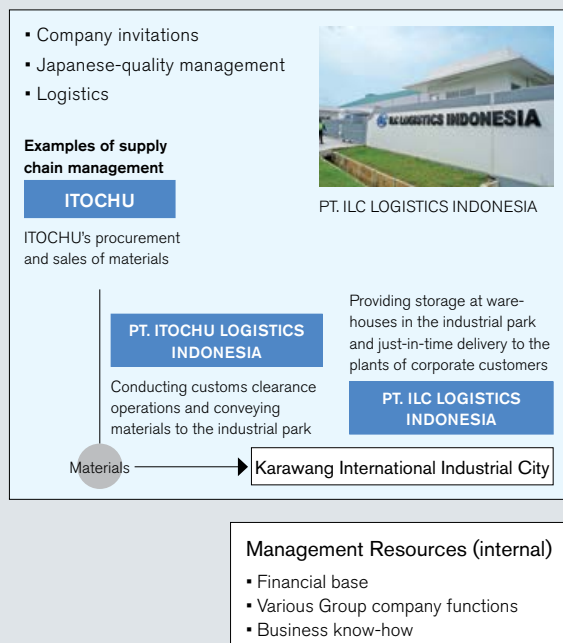 ▪ Company invitations
▪ Japanese-quality management
▪ Logistics
ILC LOGISTICS INDONESIA
PT. ILC LOGISTICS INDONESIA
Examples of supply
chain management
ITOCHU
ITOCHU's procurement
and sales of materials
PT. ITOCHU LOGISTICS
INDONESIA
Conducting customs clearance
operations and conveying
materials to the industrial park
Providing storage at ware-
houses in the industrial park
and just-in-time delivery to the
plants of corporate customers
PT. ILC LOGISTICS
INDONESIA
Materials
Karawang International Industrial City
Management Resources (internal)
▪ Financial base
▪ Various Group company functions
▪ Business know-how